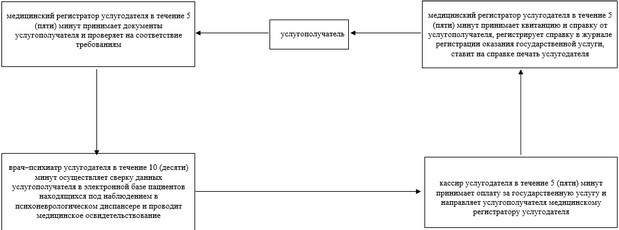 медицинский регистратор услугодателя в течение 5
(пяти) минут принимает документы
услугополучателя и проверяет на соответствие
требованиям
услугополучатель
медицинский регистратор услугодателя в течение 5
(пяти) минут принимает квитанцию и справку от
услугополучателя, регистрирует справку в журнале
регистрации оказания государственной услуги,
ставит на справке печать услугодателя
врач–психиатр услугодателя в течение 10 (десяти)
минут осуществляет сверку данных
услугополучателя в электронной базе пациентов
находящихся под наблюдением в
психоневрологическом диспансере и проводит
медицинское освидетельствование
кассир услугодателя в течение 5 (пяти) минут
принимает оплату за государственную услугу и
направляет услугополучателя медицинскому
регистратору услугодателя